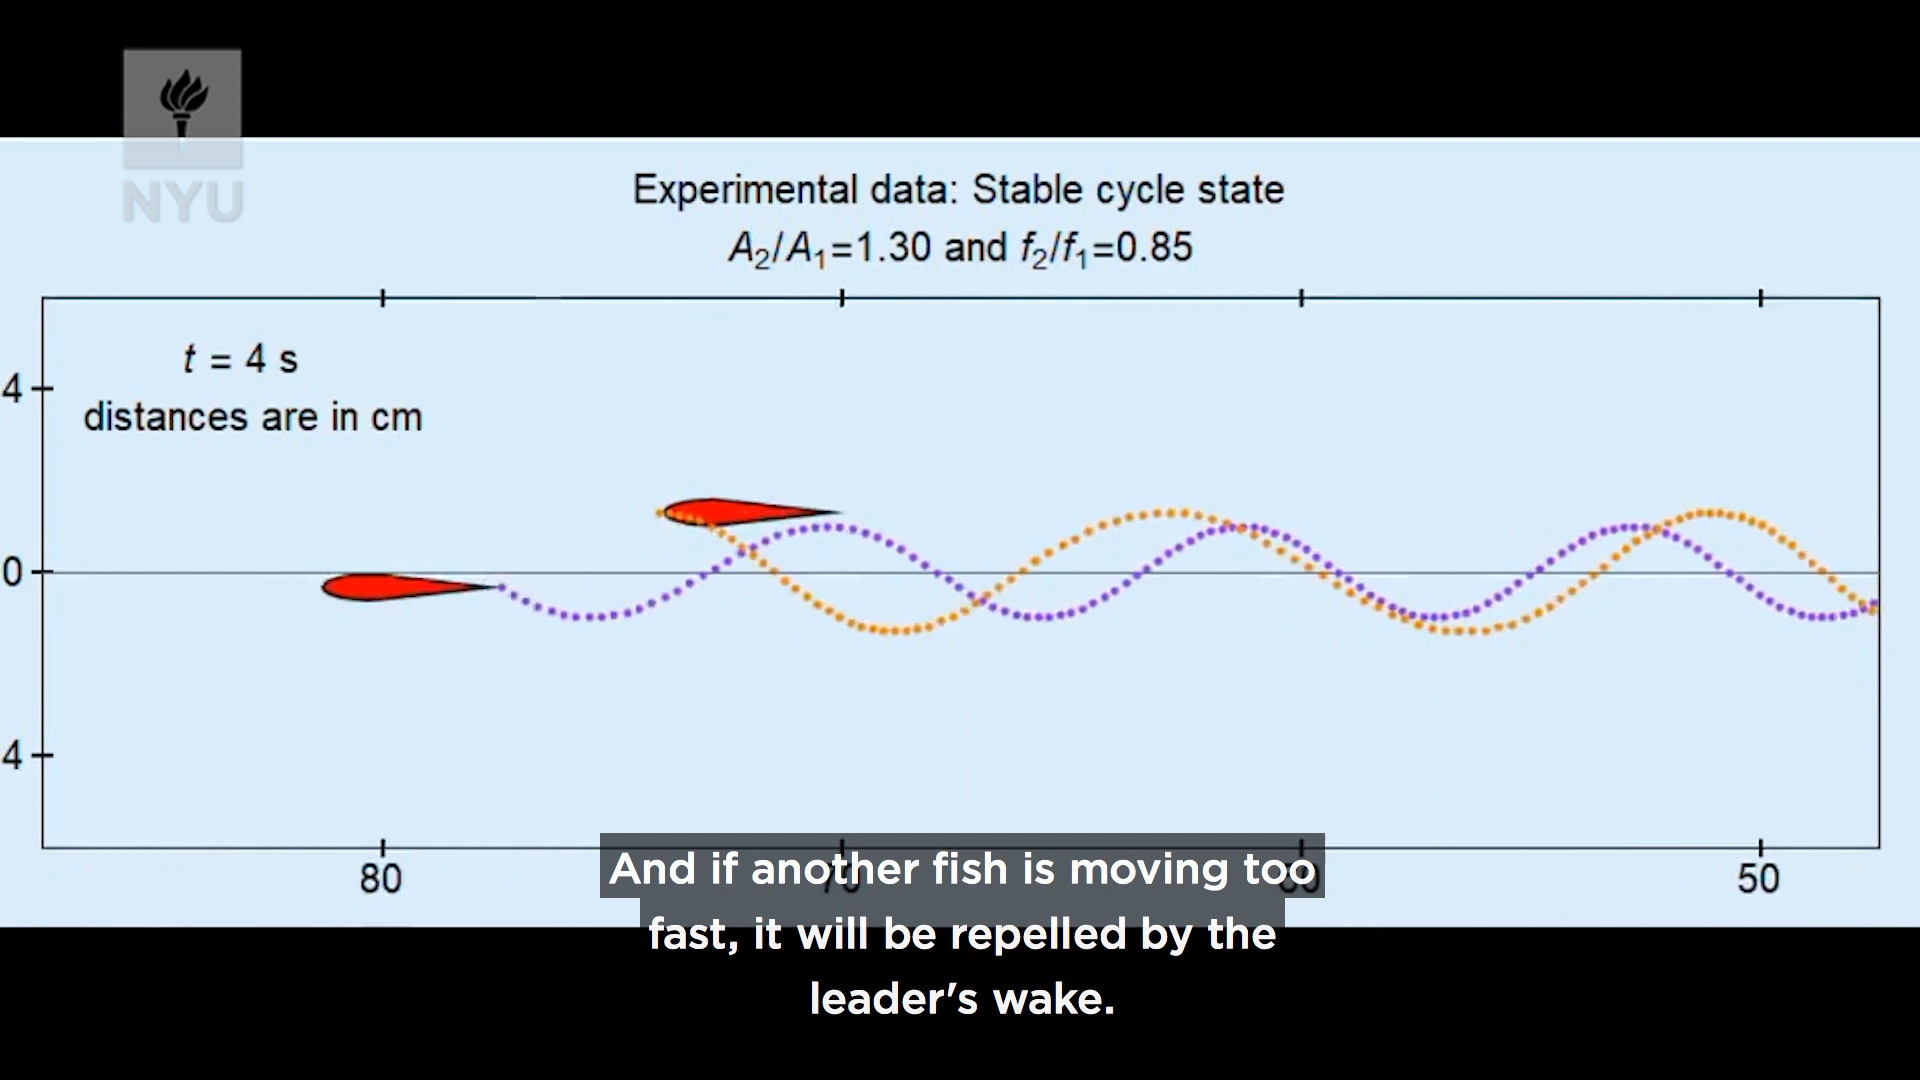 NYU
Experimental data: Stable cycle state
A₂/A₁=1.30 and f₂/f₁=0.85
t = 4 s
distances are in cm
4
0
4
80 70 60 50
And if another fish is moving too
fast, it will be repelled by the
leader's wake.